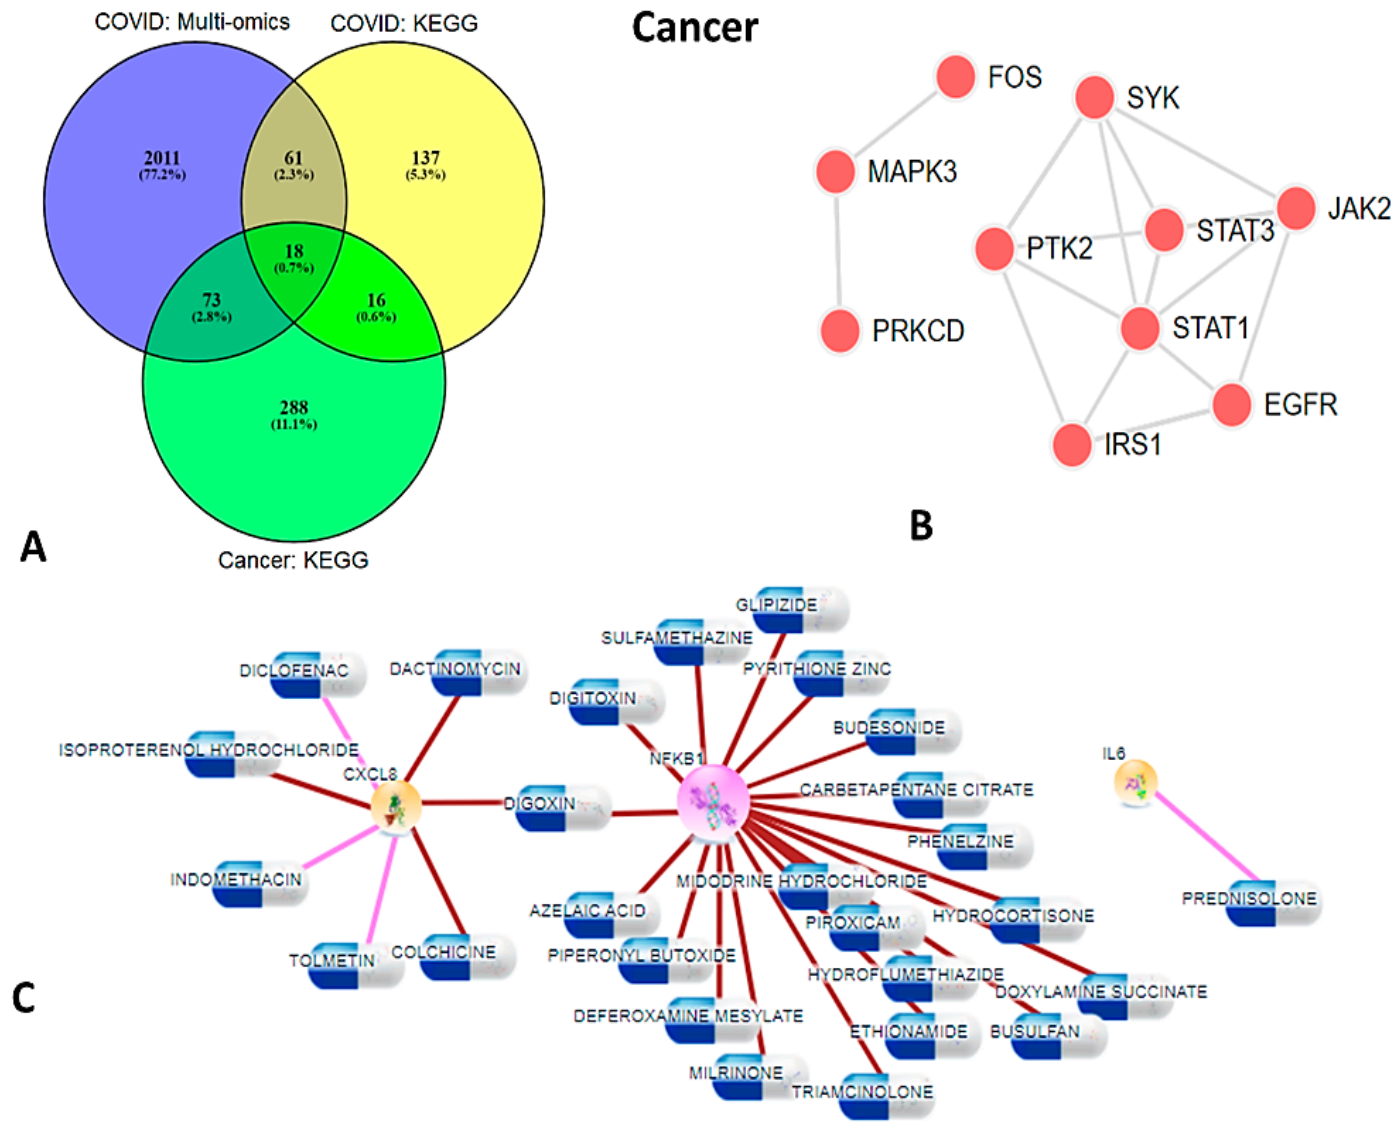 COVID: Multi-omics
COVID: KEGG
2011
(77.2%)
61
(2.3%)
137
(5.3%)
18
(0.7%)
73
(2.8%)
16
(0.6%)
288
(11.1%)
Cancer: KEGG
A
Cancer
FOS
SYK
MAPK3
JAK2
STAT3
PTK2
PRKCD
STAT1
EGFR
IRS1
B
GLIPIZIDE
SULFAMETHAZINE
DICLOFENAC
DACTINOMYCIN
PYRITHIONE ZINC
DIGITOXIN
BUDESONIDE
ISOPROTERENOL HYDROCHLORIDE
NFKB1
IL6
CXCL8
CARBETAPENTANE CITRATE
DIGOXIN
PHENELZINE
INDOMETHACIN
MIDODRINE HYDROCHLORIDE
PREDNISOLONE
AZELAIC ACID
PIROXICAM
HYDROCORTISONE
COLCHICINE
TOLMETIN
PIPERONYL BUTOXIDE
HYDROFLUMETHIAZIDE
DOXYLAMINE SUCCINATE
C
DEFEROXAMINE MESYLATE
ETHIONAMIDE
BUSULFAN
MILRINONE
TRIAMCINOLONE